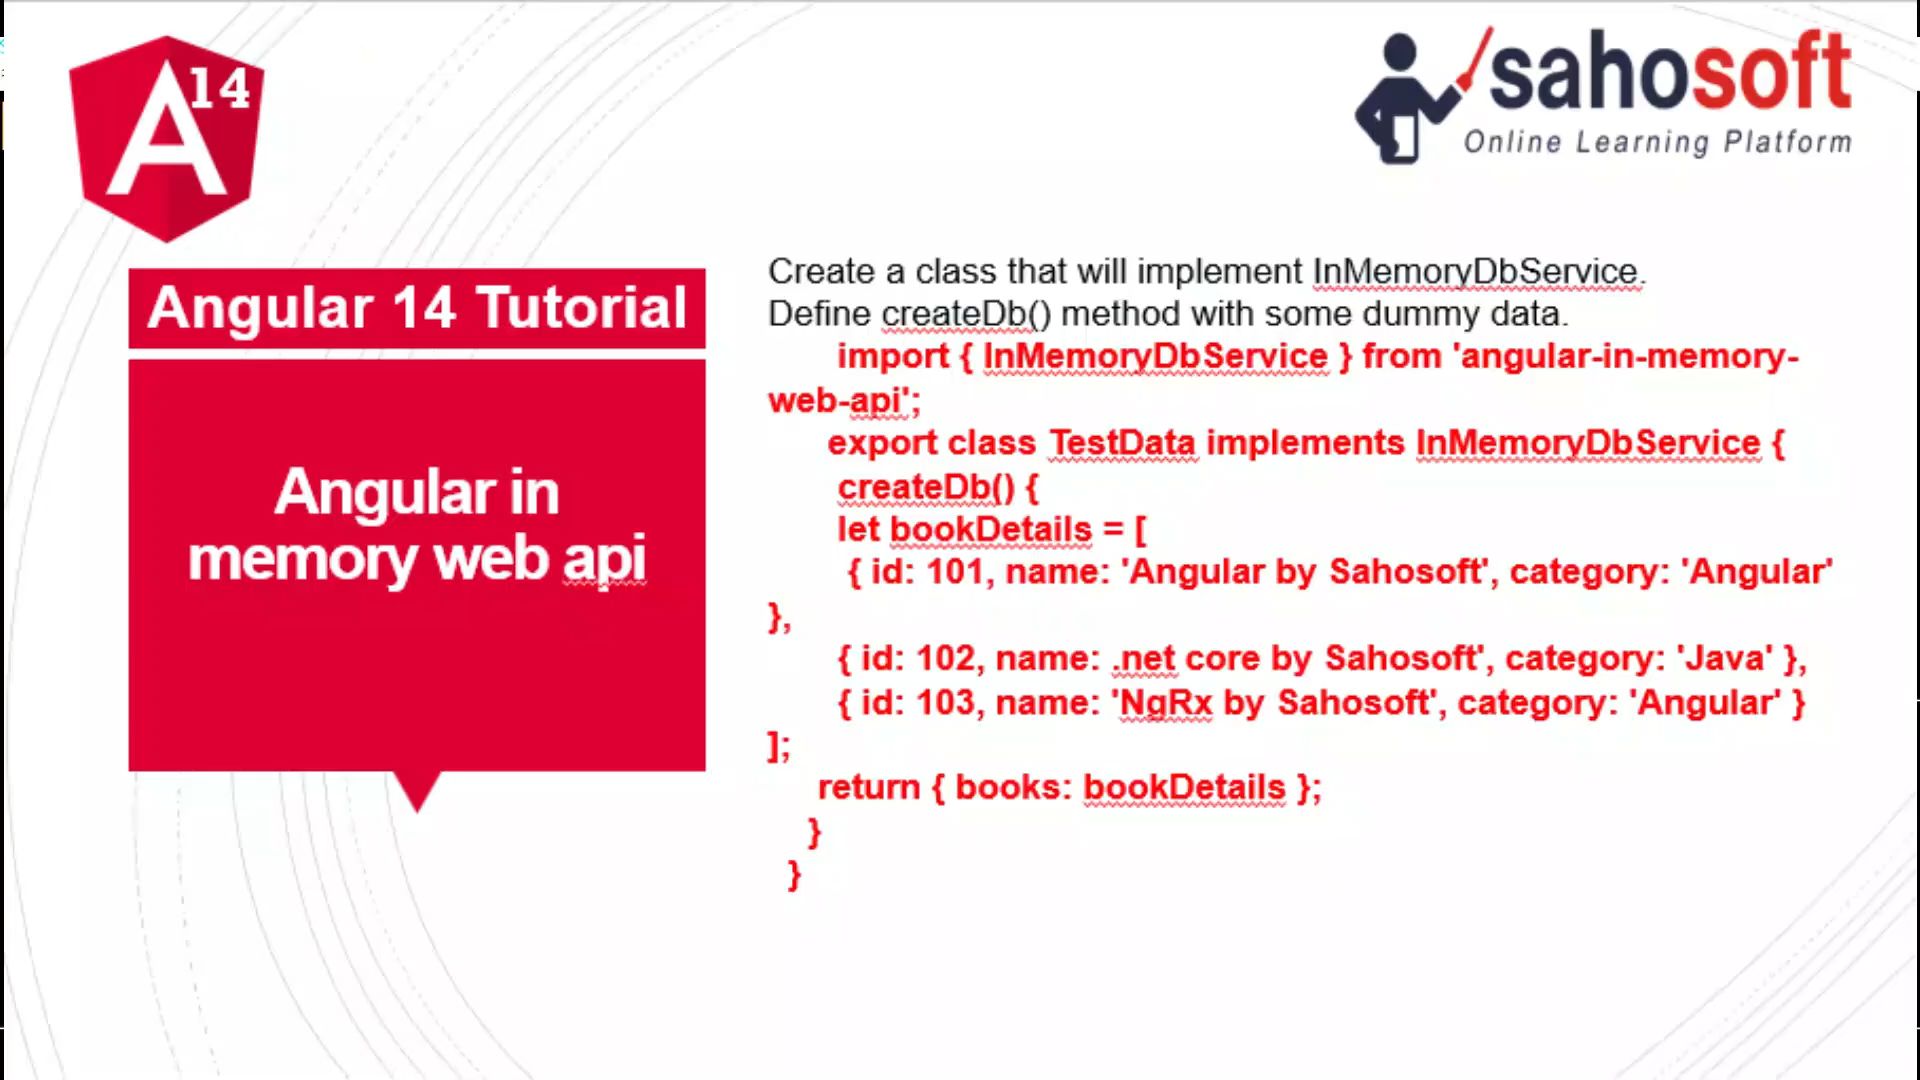 A14
sahosoft
Online Learning Platform
Angular 14 Tutorial
Angular in
memory web api
Create a class that will implement InMemoryDbService.
Define createDb() method with some dummy data.
import { InMemoryDbService } from 'angular-in-memory-
web-api';
export class TestData implements InMemoryDbService {
createDb() {
let bookDetails = [
{ id: 101, name: 'Angular by Sahosoft', category: 'Angular'
},
{ id: 102, name: .net core by Sahosoft', category: 'Java' },
{ id: 103, name: 'NgRx by Sahosoft', category: 'Angular' }
];
return { books: bookDetails };
}
}